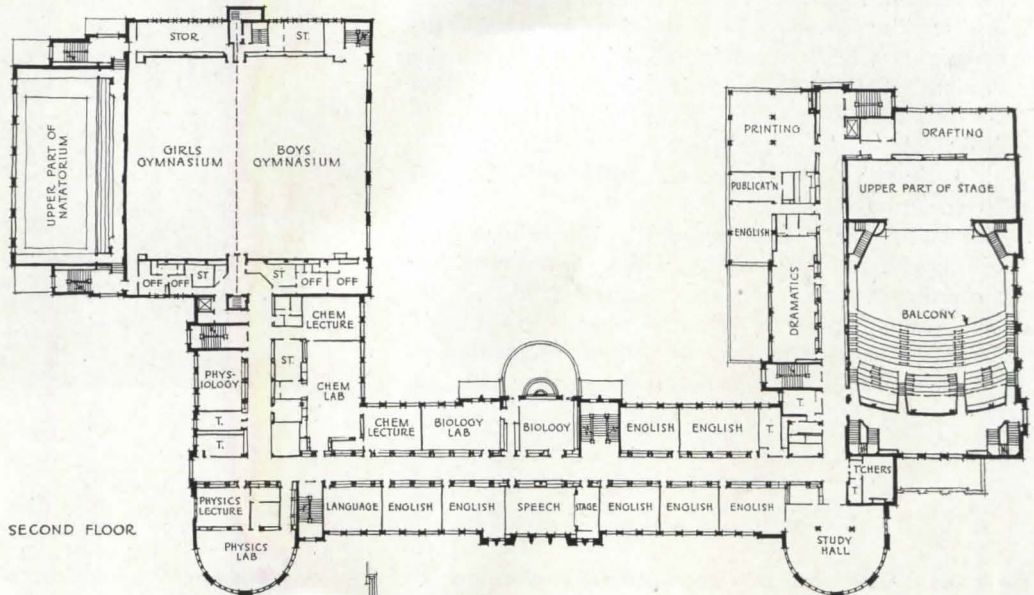 STOR
ST.
UPPER PART OF
NATATORIUM
GIRLS
GYMNASIUM
BOYS
GYMNASIUM
OFF
OFF
ST
ST
OFF
OFF
CHEM
LECTURE
PHYS-
IOLOGY
ST.
CHEM
LAB
T.
T.
CHEM
LECTURE
BIOLOGY
LAB
BIOLOGY
ENGLISH
ENGLISH
T.
PRINTING
DRAFTING
PUBLICAT'N
UPPER PART OF STAGE
ENGLISH
DRAMATICS
BALCONY
T.
T'CHERS
T.
PHYSICS
LECTURE
LANGUAGE
ENGLISH
ENGLISH
SPEECH
STAGE
ENGLISH
ENGLISH
ENGLISH
SECOND FLOOR
PHYSICS
LAB
STUDY
HALL